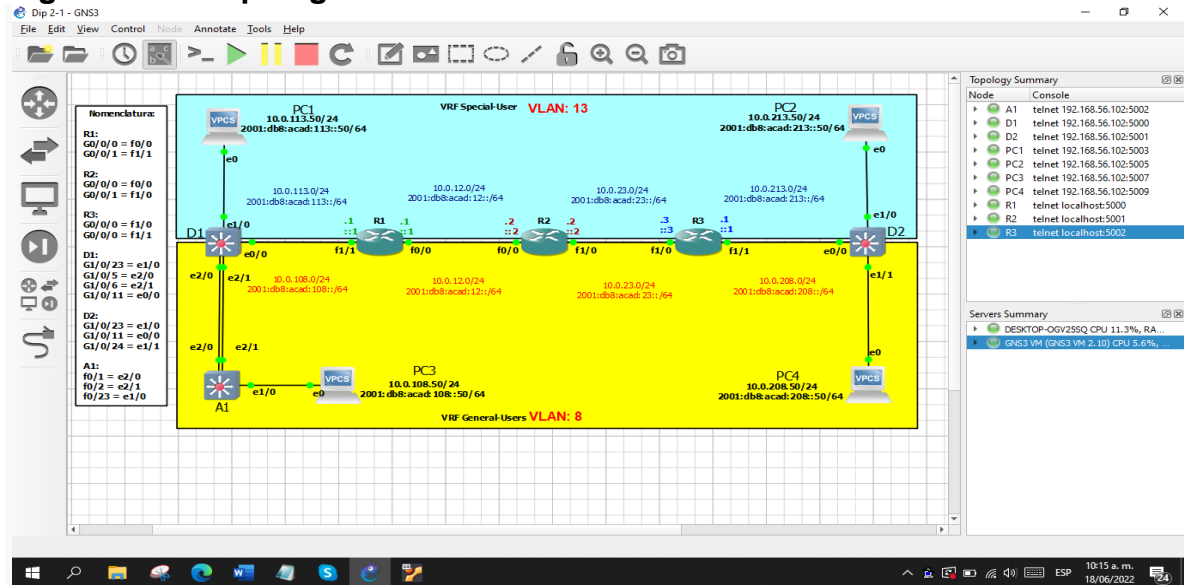 Dip 2-1 - GNS3
File Edit View Control Node Annotate Tools Help
Nomencladura:
R1:
G0/0/0 = f0/0
G0/0/1 = f1/1
R2:
G0/0/0 = f0/0
G0/0/1 = f1/0
R3:
G0/0/0 = f1/0
G0/0/1 = f1/1
D1:
G1/0/23 = e1/0
G1/0/5 = e2/0
G1/0/6 = e2/1
G1/0/11 = e0/0
D2:
G1/0/23 = e1/0
G1/0/11 = e0/0
G1/0/24 = e1/1
A1:
f0/1 = e2/0
f0/2 = e2/1
f0/23 = e1/0
VRF Special-User VLAN: 13
PC1
10.0.113.50/24
2001:db8:acad:113::50/64
VPCS
e0
PC2
10.0.213.50/24
2001:db8:acad:213::50/64
VPCS
e0
10.0.113.0/24
2001:db8:acad:113::/64
10.0.12.0/24
2001:db8:acad:12::/64
10.0.23.0/24
2001:db8:acad:23::/64
10.0.213.0/24
2001:db8:acad:213::/64
D1
e1/0
.1 R1 .1
::1 ::1
.2 R2 .2
::2 ::2
.3 R3 .1
::3 ::1
e1/0
D2
e0/0
f1/1
f0/0
f0/0
f1/0
f1/0
f1/1
e0/0
e2/0 e2/1
10.0.108.0/24
2001:db8:acad:108::/64
10.0.12.0/24
2001:db8:acad:12::/64
10.0.23.0/24
2001:db8:acad:23::/64
10.0.208.0/24
2001:db8:acad:208::/64
e1/1
e2/0 e2/1
A1
e1/0
e0
VPCS
PC3
10.0.108.50/24
2001:db8:acad:108::50/64
e0
VPCS
PC4
10.0.208.50/24
2001:db8:acad:208::50/64
VRF General-Users VLAN: 8
Topology Summary
Node Console
A1 telnet 192.168.56.102:5002
D1 telnet 192.168.56.102:5000
D2 telnet 192.168.56.102:5001
PC1 telnet 192.168.56.102:5003
PC2 telnet 192.168.56.102:5005
PC3 telnet 192.168.56.102:5007
PC4 telnet 192.168.56.102:5009
R1 telnet localhost:5000
R2 telnet localhost:5001
R3 telnet localhost:5002
Servers Summary
DESKTOP-OGV25SQ CPU 11.3%, RA...
GNS3 VM (GNS3 VM 2.10) CPU 5.6%, ...
ESP
10:15 a. m.
18/06/2022
24